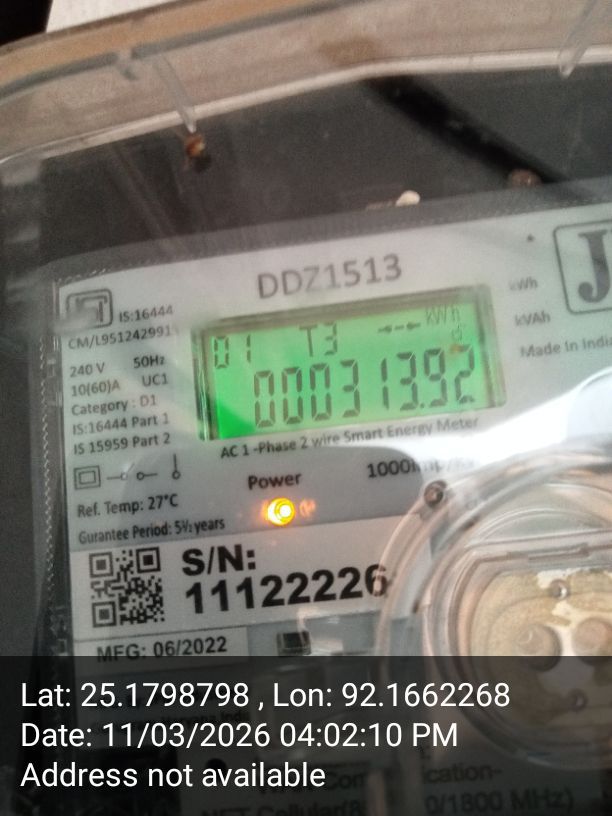 DDZ1513
IS:16444
CM/L9512429911
240 V 50Hz
10(60)A UC1
Category : D1
IS:16444 Part 1
IS 15959 Part 2
kWh
kVAh
Made in India
01 T3 kWh
000313.92
AC 1 -Phase 2 wire Smart Energy Meter
Power
Ref. Temp: 27°C
Gurantee Period: 5½ years
S/N:
11122226
MFG: 06/2022
Lat: 25.1798798 , Lon: 92.1662268
Date: 11/03/2026 04:02:10 PM
Address not available